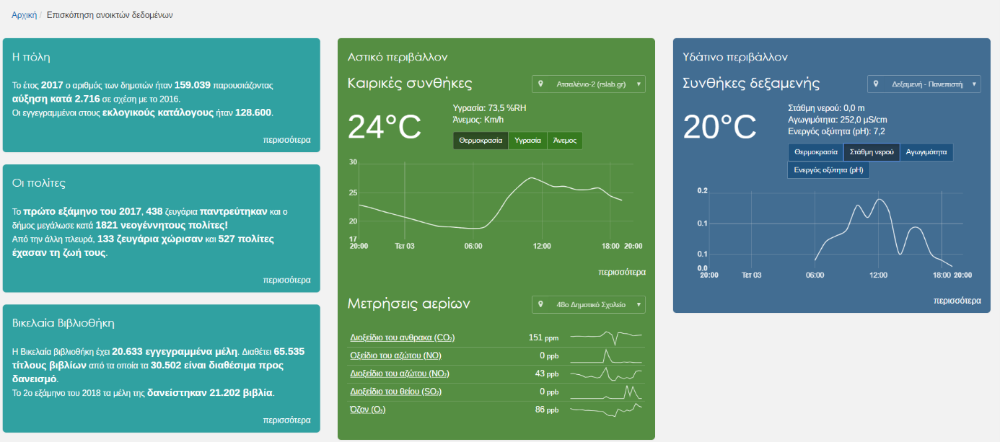 Αρχική / Επισκόπηση ανοικτών δεδομένων
Η πόλη
Το έτος 2017 ο αριθμός των δημοτών ήταν 159.039 παρουσιάζοντας
αύξηση κατά 2.716 σε σχέση με το 2016.
Οι εγγεγραμμένοι στους εκλογικούς κατάλογους ήταν 128.600.
περισσότερα
Οι πολίτες
Το πρώτο εξάμηνο του 2017, 438 ζευγάρια παντρεύτηκαν και ο
δήμος μεγάλωσε κατά 1821 νεογέννητους πολίτες!
Από την άλλη πλευρά, 133 ζευγάρια χώρισαν και 527 πολίτες
έχασαν τη ζωή τους.
περισσότερα
Βικελαία Βιβλιοθήκη
Η Βικελαία βιβλιοθήκη έχει 20.633 εγγεγραμμένα μέλη. Διαθέτει 65.535
τίτλους βιβλίων από τα οποία τα 30.502 είναι διαθέσιμα προς
δανεισμό.
Το 2ο εξάμηνο του 2018 τα μέλη της δανείστηκαν 21.202 βιβλία.
περισσότερα
Αστικό περιβάλλον
Καιρικές συνθήκες
Ατσαλένιο-2 (rslab.gr)
24°C
Υγρασία: 73,5 %RH
Άνεμος: Km/h
Θερμοκρασία Υγρασία Άνεμος
30
25
20
17
20:00 Τετ 03 06:00 12:00 18:00 20:00
περισσότερα
Μετρήσεις αερίων
48ο Δημοτικό Σχολείο
Διοξείδιο του ανθρακα (CO₂) 151 ppm
Οξείδιο του αζώτου (NO) 0 ppb
Διοξείδιο του αζώτου (NO₂) 43 ppb
Διοξείδιο του θείου (SO₂) 0 ppb
Όζον (O₃) 86 ppb
Υδάτινο περιβάλλον
Συνθήκες δεξαμενής
Δεξαμενή - Πανεπιστή
20°C
Στάθμη νερού: 0,0 m
Αγωγιμότητα: 252,0 μS/cm
Ενεργός οξύτητα (pH): 7,2
Θερμοκρασία Στάθμη νερού Αγωγιμότητα
Ενεργός οξύτητα (pH)
0.2
0.1
0.1
0.0
20:00 Τετ 03 06:00 12:00 18:00 20:00
περισσότερα